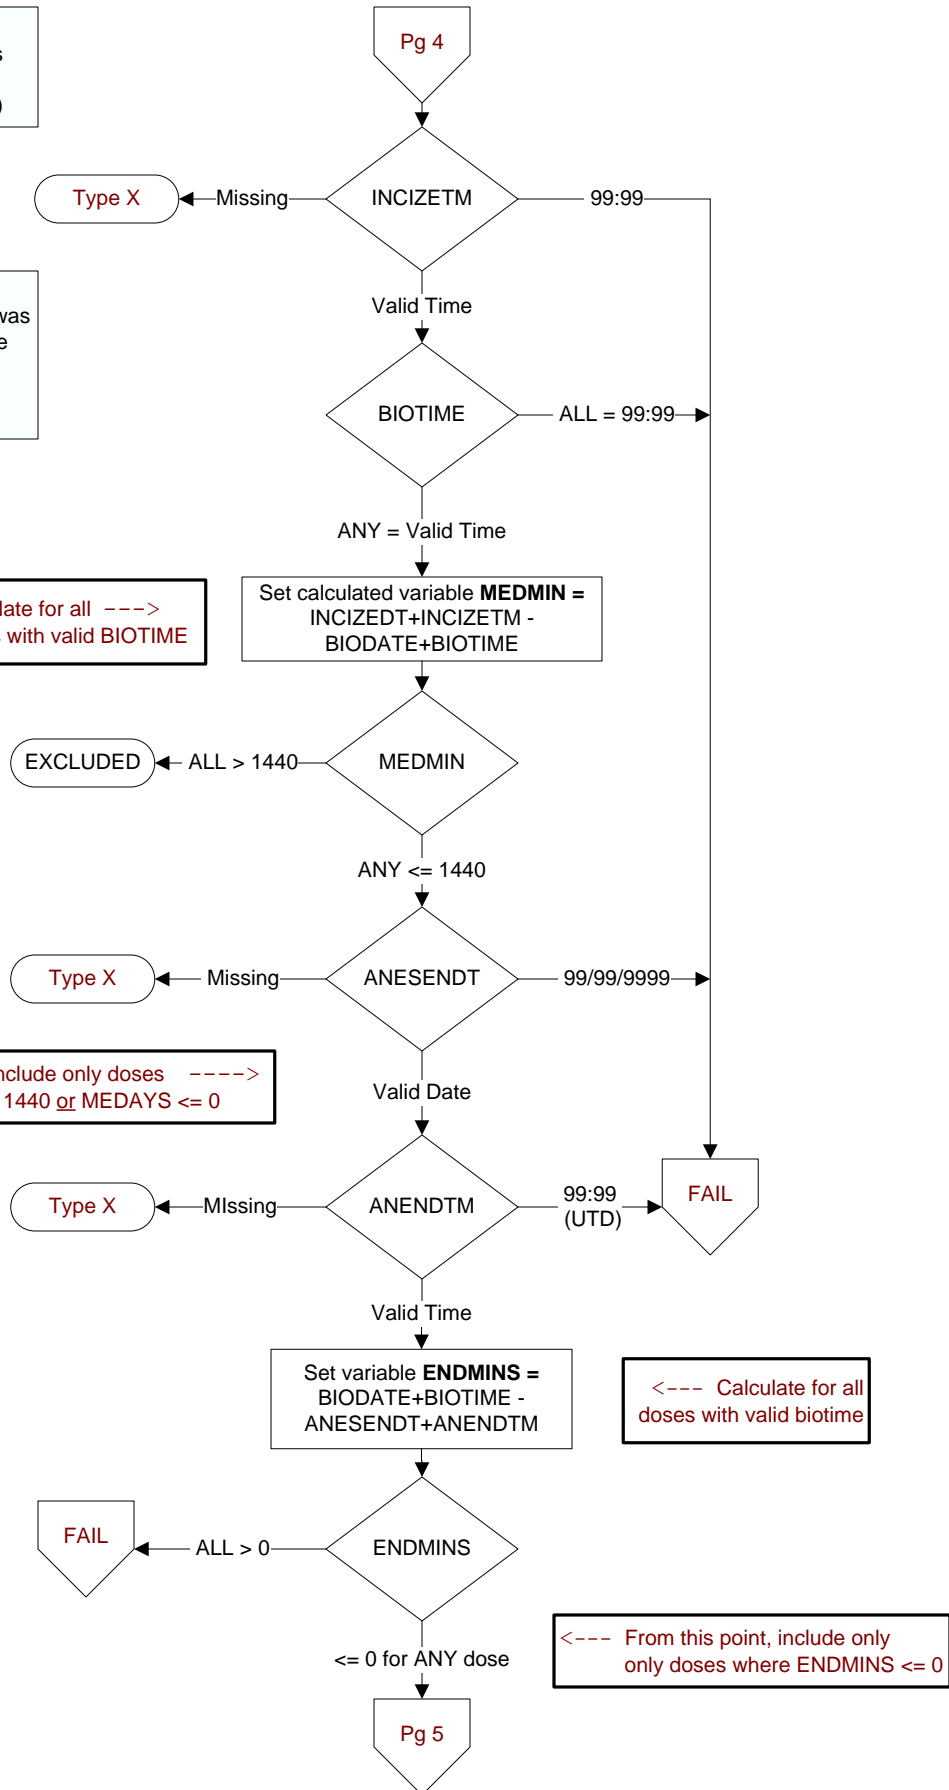 Pg 4
s
)
Type X
Missing
INCIZETM
99:99
Valid Time
was
e
BIOTIME
ALL = 99:99
ANY = Valid Time
Set calculated variable MEDMIN =
INCIZEDT+INCIZETM -
BIODATE+BIOTIME
late for all --->
with valid BIOTIME
EXCLUDED
ALL > 1440
MEDMIN
ANY <= 1440
Type X
Missing
ANESENDT
99/99/9999
nclude only doses ---->
1440 or MEDAYS <= 0
Valid Date
Type X
MIssing
ANENDTM
99:99
(UTD)
FAIL
Valid Time
Set variable ENDMINS =
BIODATE+BIOTIME -
ANESENDT+ANENDTM
<--- Calculate for all
doses with valid biotime
FAIL
ALL > 0
ENDMINS
<= 0 for ANY dose
<--- From this point, include only
only doses where ENDMINS <= 0
Pg 5